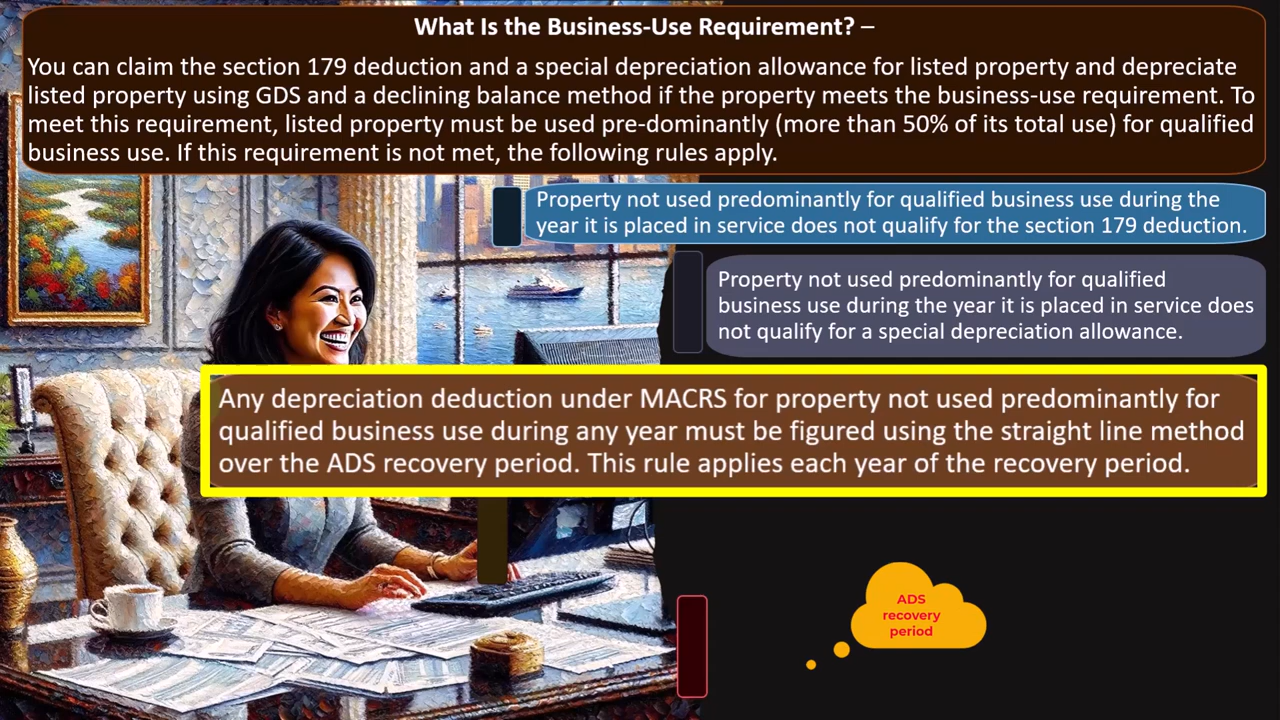 What Is the Business-Use Requirement? –
You can claim the section 179 deduction and a special depreciation allowance for listed property and depreciate
listed property using GDS and a declining balance method if the property meets the business-use requirement. To
meet this requirement, listed property must be used pre-dominantly (more than 50% of its total use) for qualified
business use. If this requirement is not met, the following rules apply.
Property not used predominantly for qualified business use during the
year it is placed in service does not qualify for the section 179 deduction.
Property not used predominantly for qualified
business use during the year it is placed in service does
not qualify for a special depreciation allowance.
Any depreciation deduction under MACRS for property not used predominantly for
qualified business use during any year must be figured using the straight line method
over the ADS recovery period. This rule applies each year of the recovery period.
ADS
recovery
period